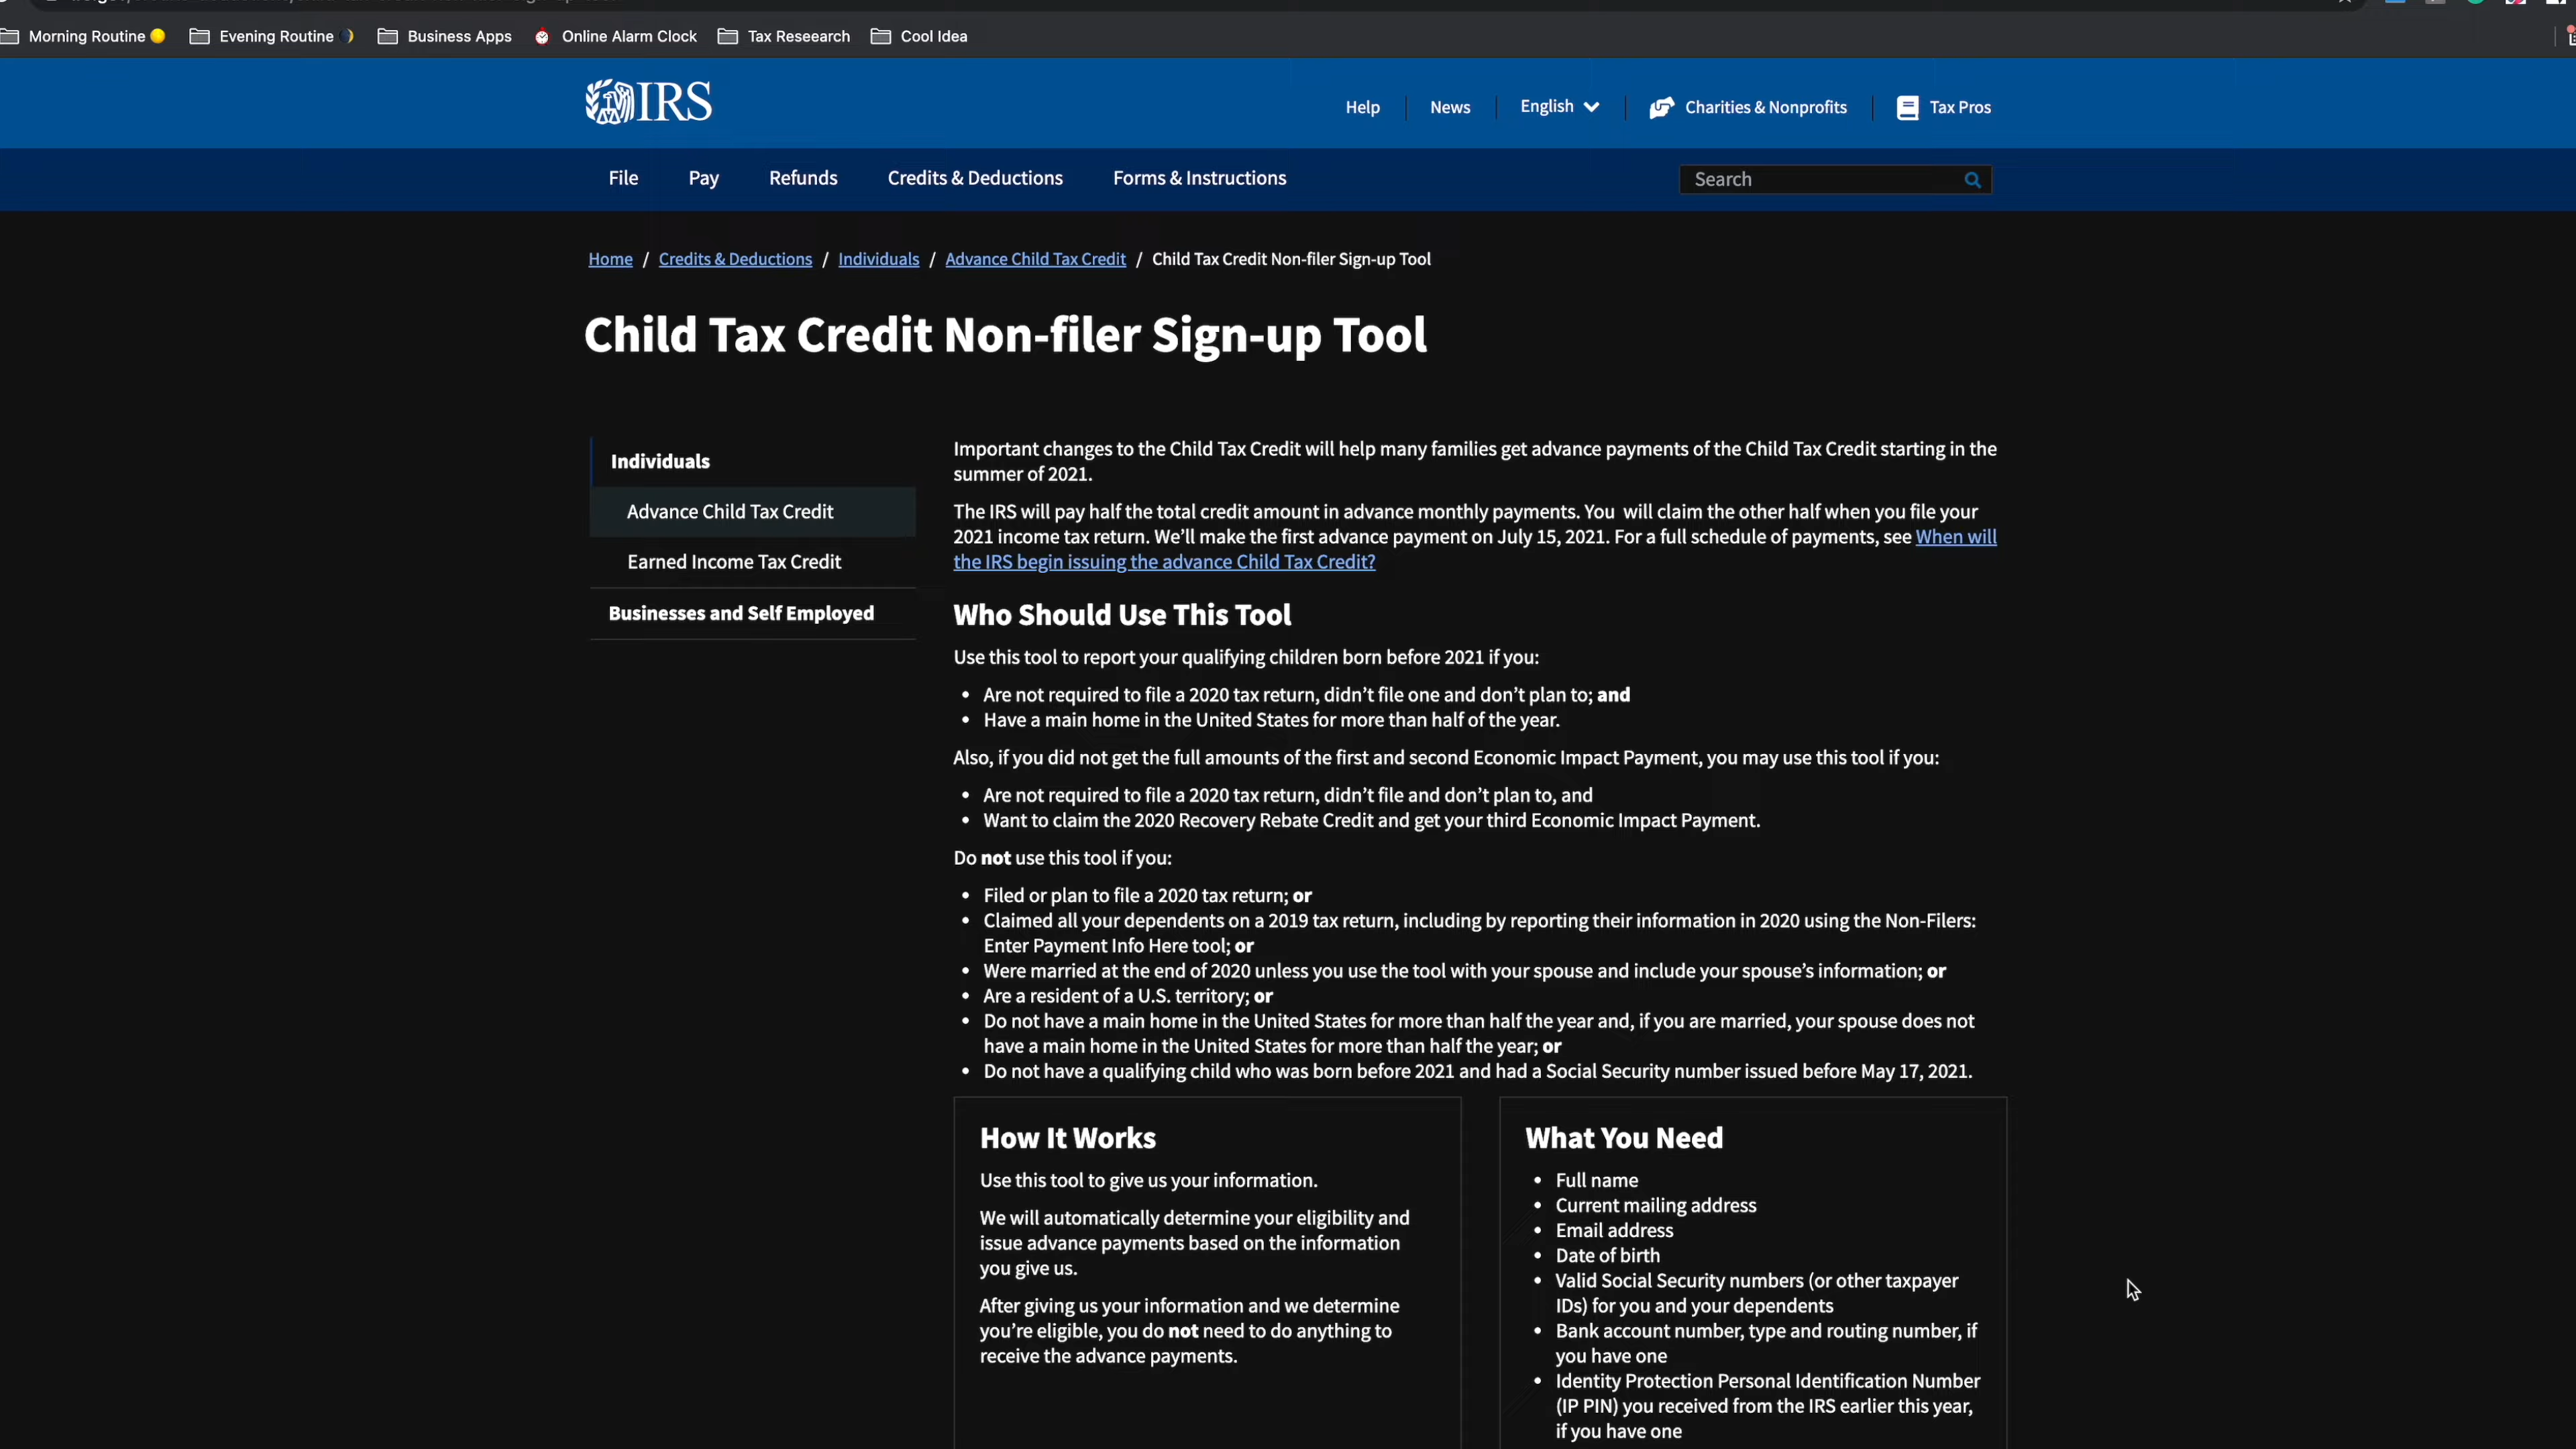 Morning Routine Evening Routine Business Apps Online Alarm Clock Tax Reseearch Cool Idea
IRS
Help News English Charities & Nonprofits Tax Pros
File Pay Refunds Credits & Deductions Forms & Instructions Search
Home / Credits & Deductions / Individuals / Advance Child Tax Credit / Child Tax Credit Non-filer Sign-up Tool
Child Tax Credit Non-filer Sign-up Tool
Individuals
Advance Child Tax Credit
Earned Income Tax Credit
Businesses and Self Employed
Important changes to the Child Tax Credit will help many families get advance payments of the Child Tax Credit starting in the
summer of 2021.
The IRS will pay half the total credit amount in advance monthly payments. You will claim the other half when you file your
2021 income tax return. We’ll make the first advance payment on July 15, 2021. For a full schedule of payments, see When will
the IRS begin issuing the advance Child Tax Credit?
Who Should Use This Tool
Use this tool to report your qualifying children born before 2021 if you:
• Are not required to file a 2020 tax return, didn’t file one and don’t plan to; and
• Have a main home in the United States for more than half of the year.
Also, if you did not get the full amounts of the first and second Economic Impact Payment, you may use this tool if you:
• Are not required to file a 2020 tax return, didn’t file and don’t plan to, and
• Want to claim the 2020 Recovery Rebate Credit and get your third Economic Impact Payment.
Do not use this tool if you:
• Filed or plan to file a 2020 tax return; or
• Claimed all your dependents on a 2019 tax return, including by reporting their information in 2020 using the Non-Filers:
Enter Payment Info Here tool; or
• Were married at the end of 2020 unless you use the tool with your spouse and include your spouse’s information; or
• Are a resident of a U.S. territory; or
• Do not have a main home in the United States for more than half the year and, if you are married, your spouse does not
have a main home in the United States for more than half the year; or
• Do not have a qualifying child who was born before 2021 and had a Social Security number issued before May 17, 2021.
How It Works
Use this tool to give us your information.
We will automatically determine your eligibility and
issue advance payments based on the information
you give us.
After giving us your information and we determine
you’re eligible, you do not need to do anything to
receive the advance payments.
What You Need
• Full name
• Current mailing address
• Email address
• Date of birth
• Valid Social Security numbers (or other taxpayer
IDs) for you and your dependents
• Bank account number, type and routing number, if
you have one
• Identity Protection Personal Identification Number
(IP PIN) you received from the IRS earlier this year,
if you have one